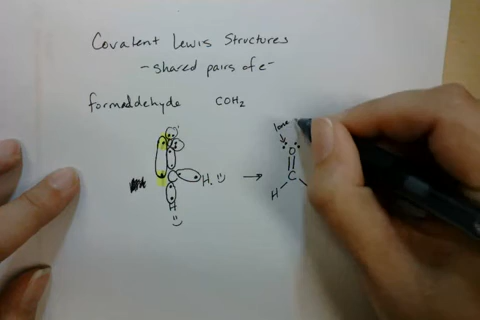 Covalent Lewis Structures
-shared pairs of e-
formaldehyde COH2
lone
O
C
H
C
H
H